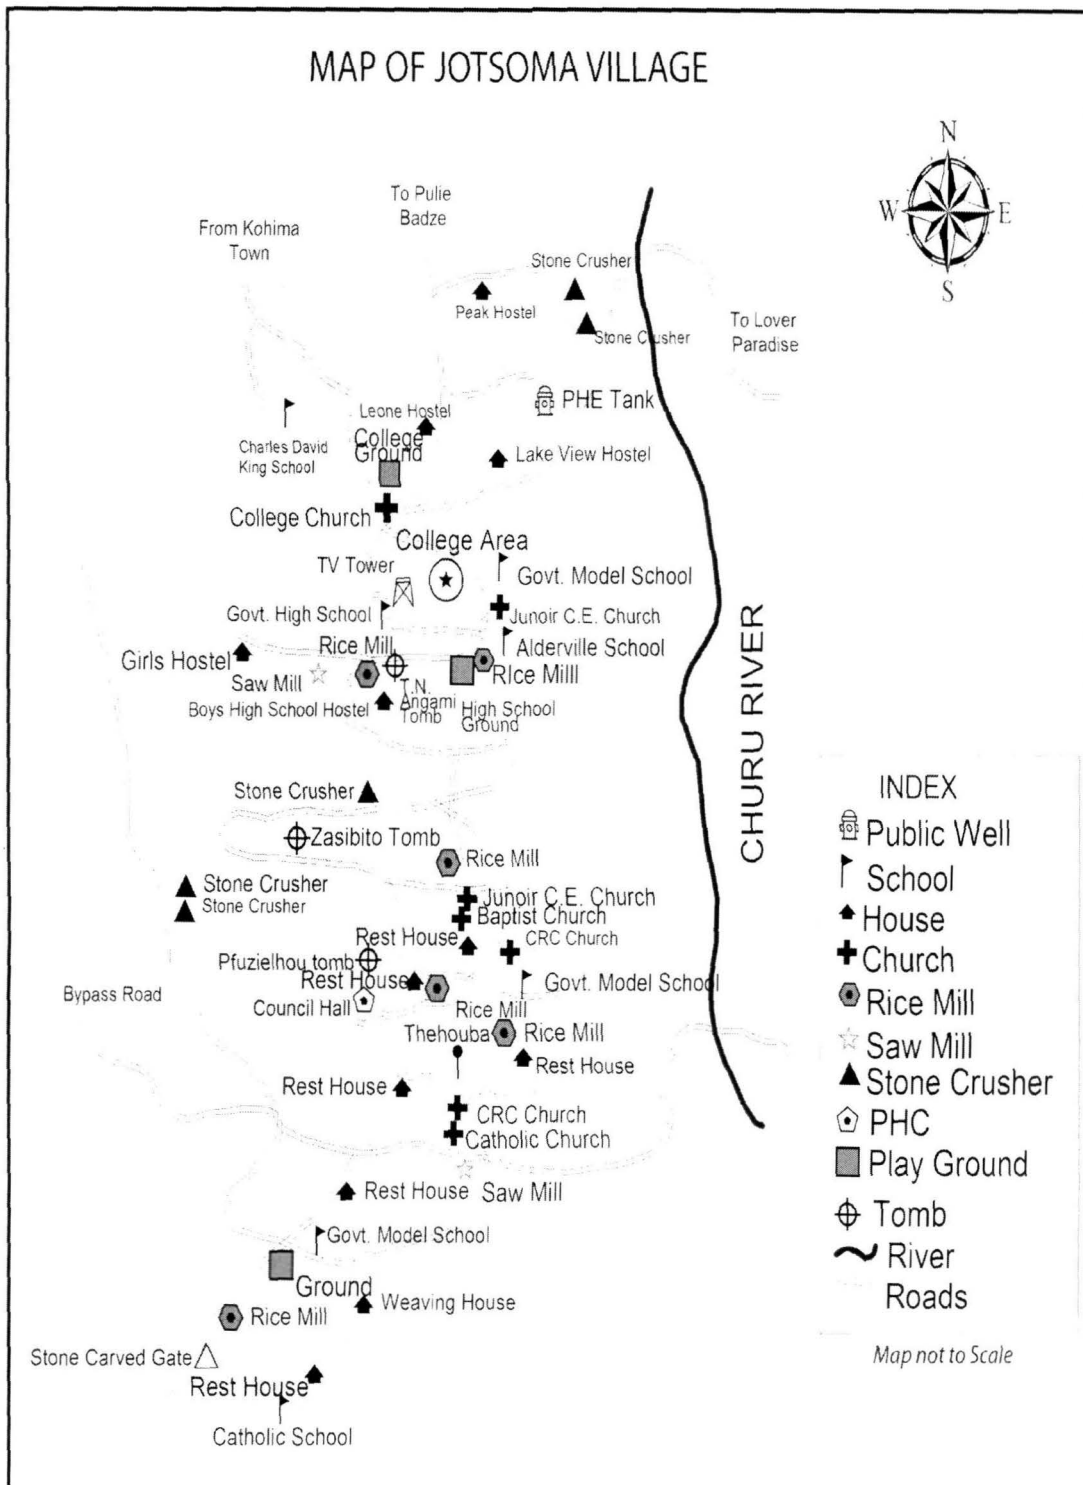 MAP OF JOTSOMA VILLAGE
N
W
E
S
To Pulie
Badze
From Kohima
Town
Stone Crusher
Peak Hostel
Stone Crusher
To Lover
Paradise
PHE Tank
Leone Hostel
College
Ground
Charles David
King School
Lake View Hostel
College Church
College Area
TV Tower
Govt. Model School
Govt. High School
Junoir C.E. Church
Rice Mill
Alderville School
Girls Hostel
Saw Mill
RIce Milll
T.N.
Angami
Tomb
Boys High School Hostel
High School
Ground
CHURU RIVER
Stone Crusher
Zasibito Tomb
Rice Mill
Stone Crusher
Stone Crusher
Junoir C.E. Church
Baptist Church
Rest House
CRC Church
Pfuzielhou tomb
Rest House
Govt. Model School
Bypass Road
Council Hall
Rice Mill
Thehouba
Rice Mill
Rest House
Rest House
CRC Church
Catholic Church
Rest House
Saw Mill
Govt. Model School
Ground
Weaving House
Rice Mill
Stone Carved Gate
Rest House
Catholic School
INDEX
Public Well
School
House
Church
Rice Mill
Saw Mill
Stone Crusher
PHC
Play Ground
Tomb
River
Roads
Map not to Scale